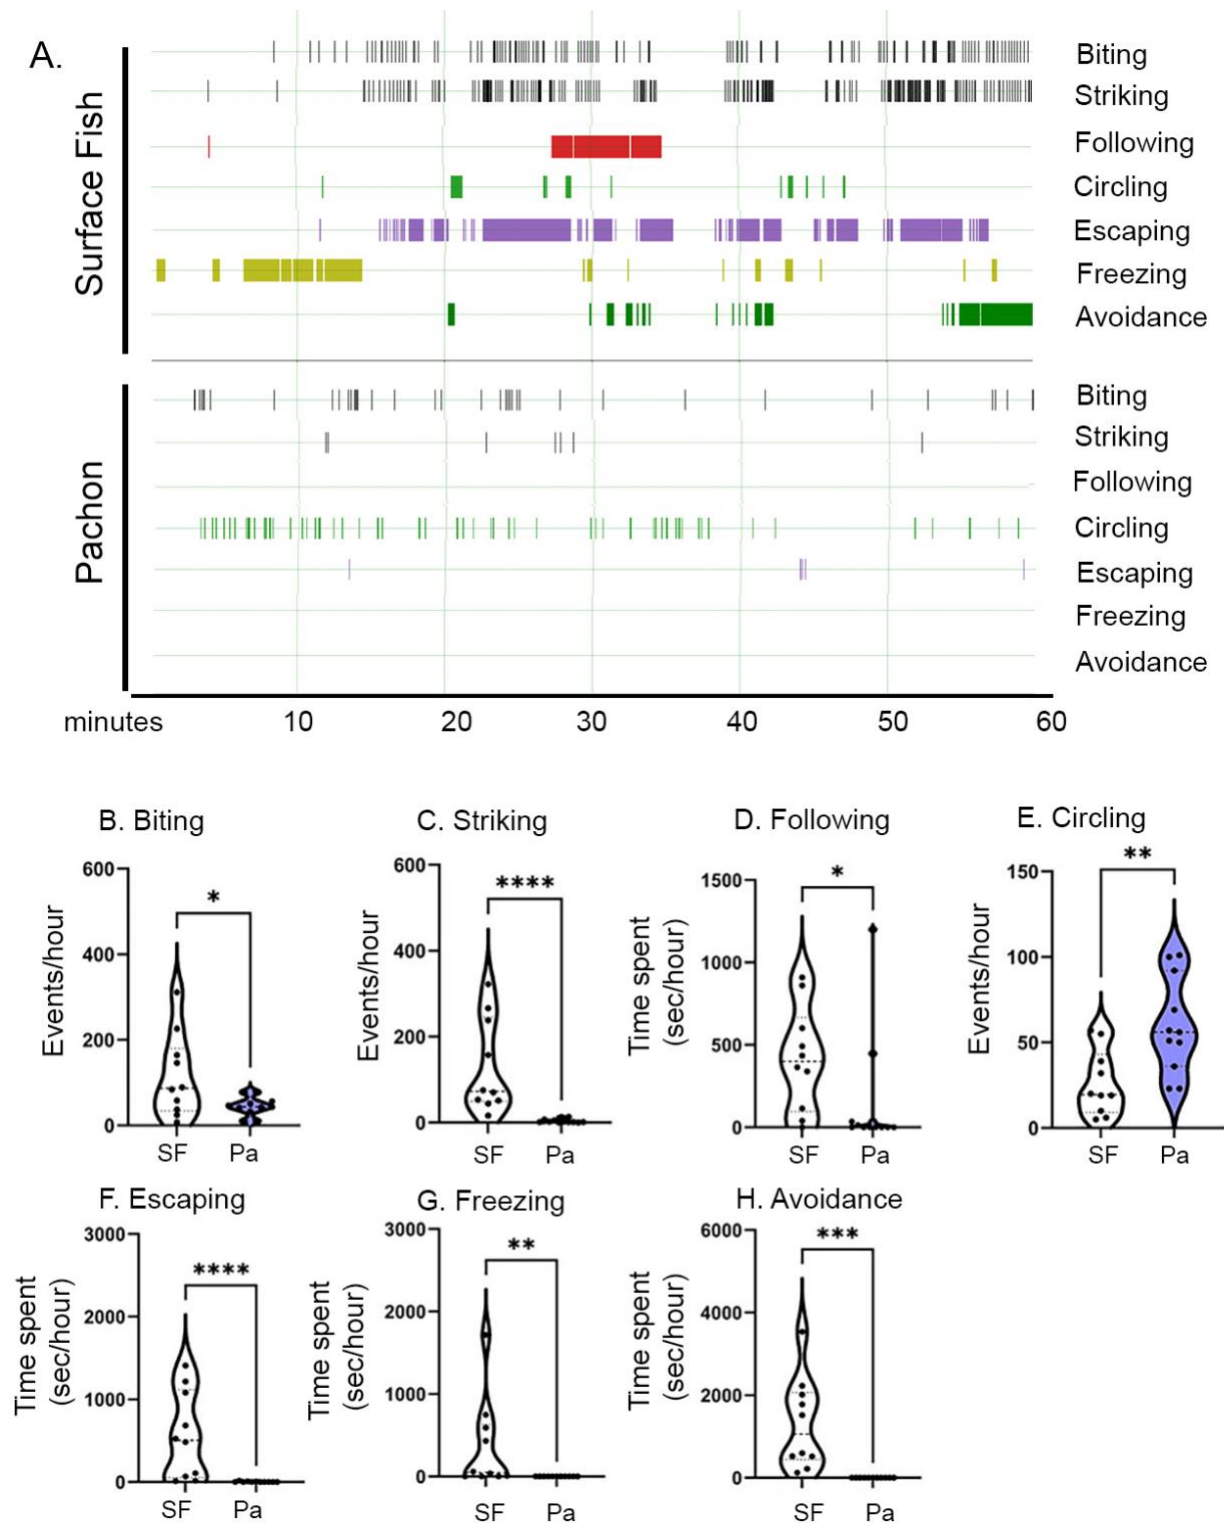 A.
Surface Fish
Biting
Striking
Following
Circling
Escaping
Freezing
Avoidance
Pachon
Biting
Striking
Following
Circling
Escaping
Freezing
Avoidance
minutes 10 20 30 40 50 60
B. Biting
Events/hour
600
400
200
0
*
SF Pa
C. Striking
Events/hour
600
400
200
0
****
SF Pa
D. Following
Time spent
(sec/hour)
1500
1000
500
0
*
SF Pa
E. Circling
Events/hour
150
100
50
0
**
SF Pa
F. Escaping
Time spent
(sec/hour)
3000
2000
1000
0
****
SF Pa
G. Freezing
Time spent
(sec/hour)
3000
2000
1000
0
**
SF Pa
H. Avoidance
Time spent
(sec/hour)
6000
4000
2000
0
***
SF Pa